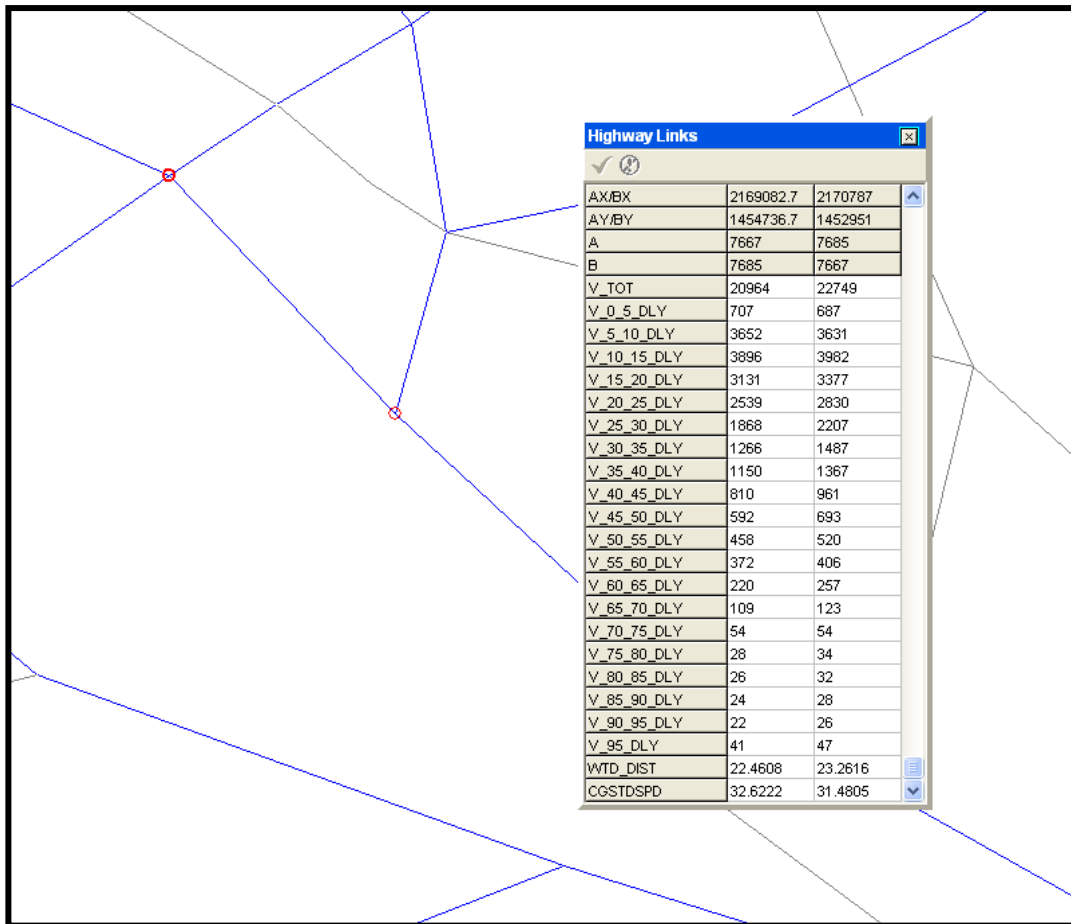 Highway Links
AX/BX 2169082.7 2170787
AY/BY 1454736.7 1452951
A 7667 7685
B 7685 7667
V_TOT 20964 22749
V_0_5_DLY 707 687
V_5_10_DLY 3652 3631
V_10_15_DLY 3896 3982
V_15_20_DLY 3131 3377
V_20_25_DLY 2539 2830
V_25_30_DLY 1868 2207
V_30_35_DLY 1266 1487
V_35_40_DLY 1150 1367
V_40_45_DLY 810 961
V_45_50_DLY 592 693
V_50_55_DLY 458 520
V_55_60_DLY 372 406
V_60_65_DLY 220 257
V_65_70_DLY 109 123
V_70_75_DLY 54 54
V_75_80_DLY 28 34
V_80_85_DLY 26 32
V_85_90_DLY 24 28
V_90_95_DLY 22 26
V_95_DLY 41 47
WTD_DIST 22.4608 23.2616
CGSTDSPD 32.6222 31.4805